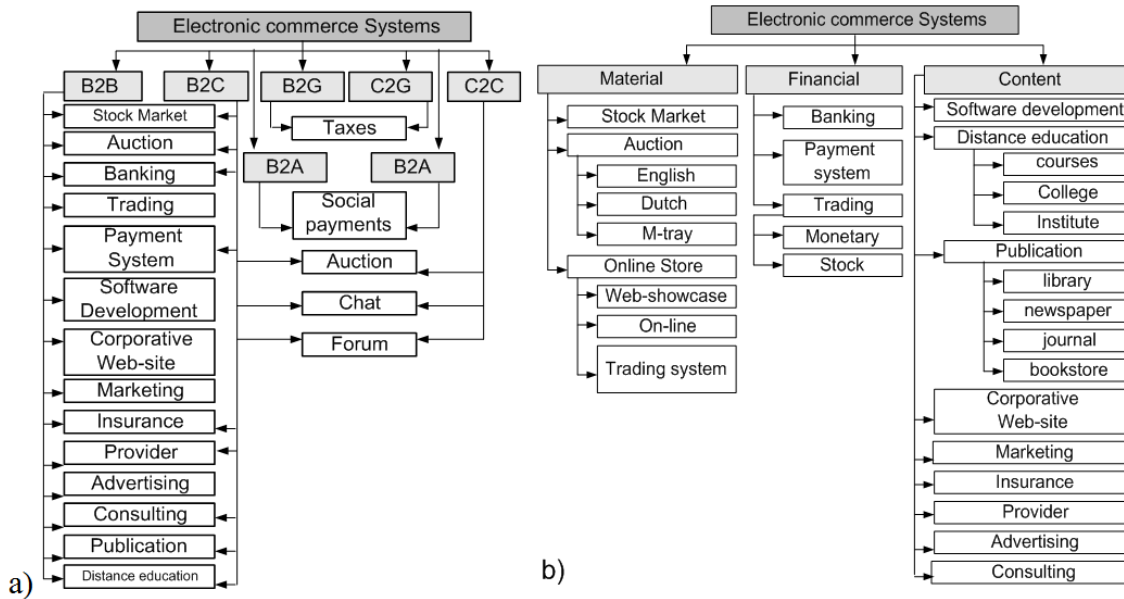 Electronic commerce Systems
B2B
B2C
B2G
C2G
C2C
Stock Market
Auction
Banking
Trading
Payment
System
Software
Development
Corporative
Web-site
Marketing
Insurance
Provider
Advertising
Consulting
Publication
Distance education
Taxes
B2A
B2A
Social
payments
Auction
Chat
Forum
a)
Electronic commerce Systems
Material
Financial
Content
Stock Market
Auction
English
Dutch
M-tray
Online Store
Web-showcase
On-line
Trading system
Banking
Payment
system
Trading
Monetary
Stock
Software development
Distance education
courses
College
Institute
Publication
library
newspaper
journal
bookstore
Corporative
Web-site
Marketing
Insurance
Provider
Advertising
Consulting
b)